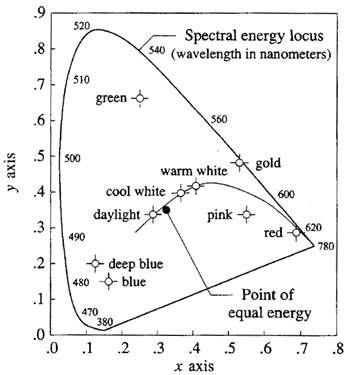 .9
520
Spectral energy locus
(wavelength in nanometers)
540
.8
510
.7
green
560
.6
500
.5
gold
warm white
y axis
600
cool white
.4
daylight
pink
620
red
.3
490
780
.2
deep blue
480
blue
Point of
equal energy
.1
470
380
.0
.0 .1 .2 .3 .4 .5 .6 .7 .8
x axis